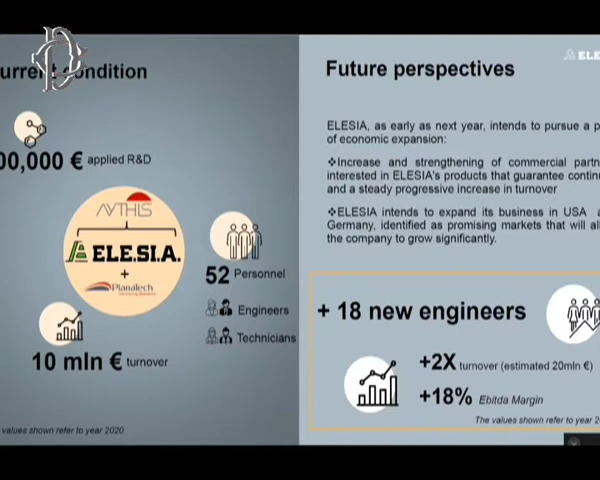 Current Condition
00,000 € applied R&D
AVTHIS
ELE.SI.A.
+
PlanaTech
52 Personnel
Engineers
Technicians
10 mln € turnover
values shown refer to year 2020
ELE
Future perspectives
ELESIA, as early as next year, intends to pursue a p
of economic expansion:
❖Increase and strengthening of commercial partn
interested in ELESIA's products that guarantee contin
and a steady progressive increase in turnover
❖ELESIA intends to expand its business in USA a
Germany, identified as promising markets that will al
the company to grow significantly.
+ 18 new engineers
+2X turnover (estimated 20mln €)
+18% Ebitda Margin
The values shown refer to year 2